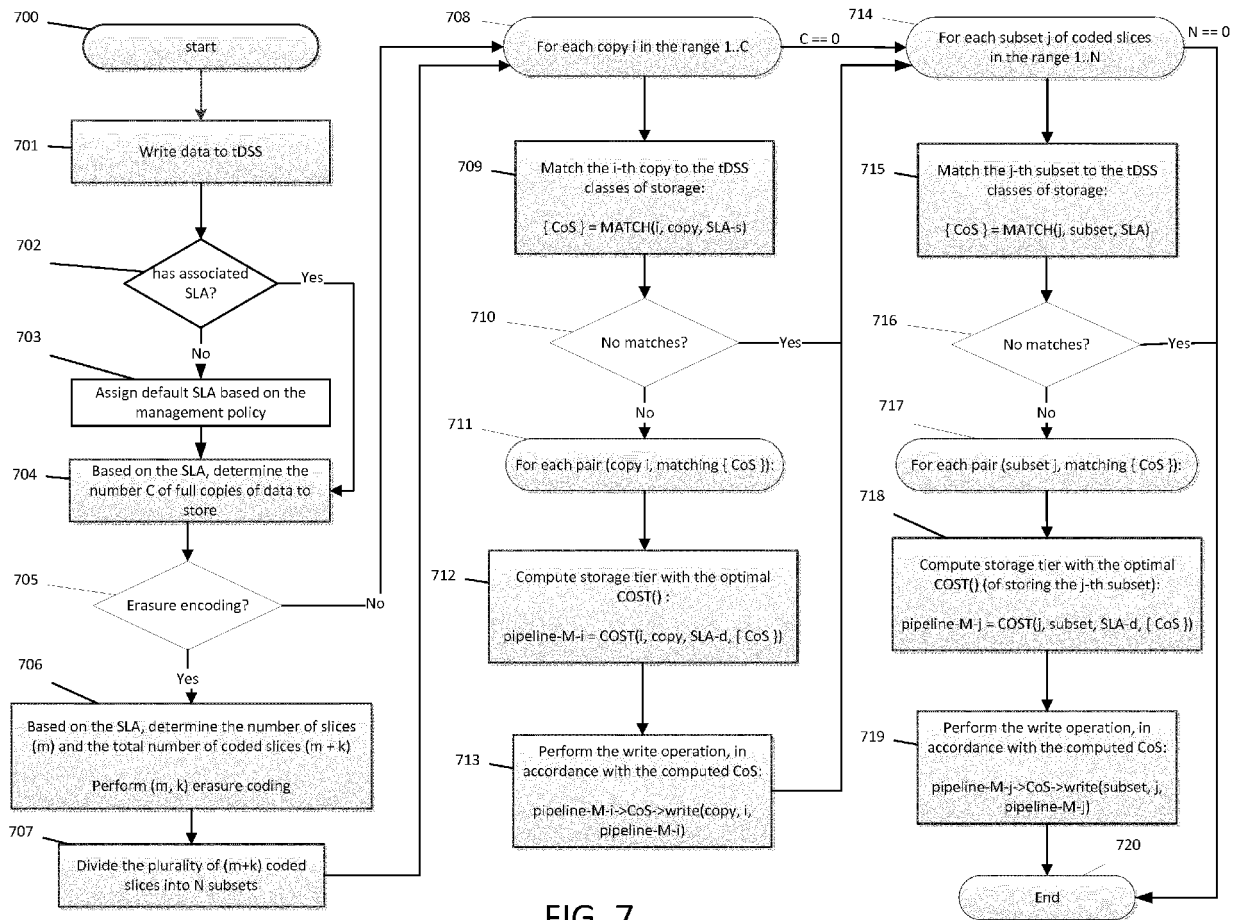 700
start
701
Write data to tDSS
702
has associated
SLA?
Yes
No
703
Assign default SLA based on the
management policy
704
Based on the SLA, determine the
number C of full copies of data to
store
705
Erasure encoding?
No
Yes
706
Based on the SLA, determine the number of slices
(m) and the total number of coded slices (m + k)
Perform (m, k) erasure coding
707
Divide the plurality of (m+k) coded
slices into N subsets
708
For each copy i in the range 1..C
C == 0
709
Match the i-th copy to the tDSS
classes of storage:
{ CoS } = MATCH(i, copy, SLA-s)
710
No matches?
Yes
No
711
For each pair (copy i, matching { CoS }):
712
Compute storage tier with the optimal
COST() :
pipeline-M-i = COST(i, copy, SLA-d, { CoS })
713
Perform the write operation, in
accordance with the computed CoS:
pipeline-M-i->CoS->write(copy, i,
pipeline-M-i)
714
For each subset j of coded slices
in the range 1..N
N == 0
715
Match the j-th subset to the tDSS
classes of storage:
{ CoS } = MATCH(j, subset, SLA)
716
No matches?
Yes
No
717
For each pair (subset j, matching { CoS }):
718
Compute storage tier with the optimal
COST() (of storing the j-th subset):
pipeline-M-j = COST(j, subset, SLA-d, { CoS })
719
Perform the write operation, in
accordance with the computed CoS:
pipeline-M-j->CoS->write(subset, j,
pipeline-M-j)
720
End
FIG. 7